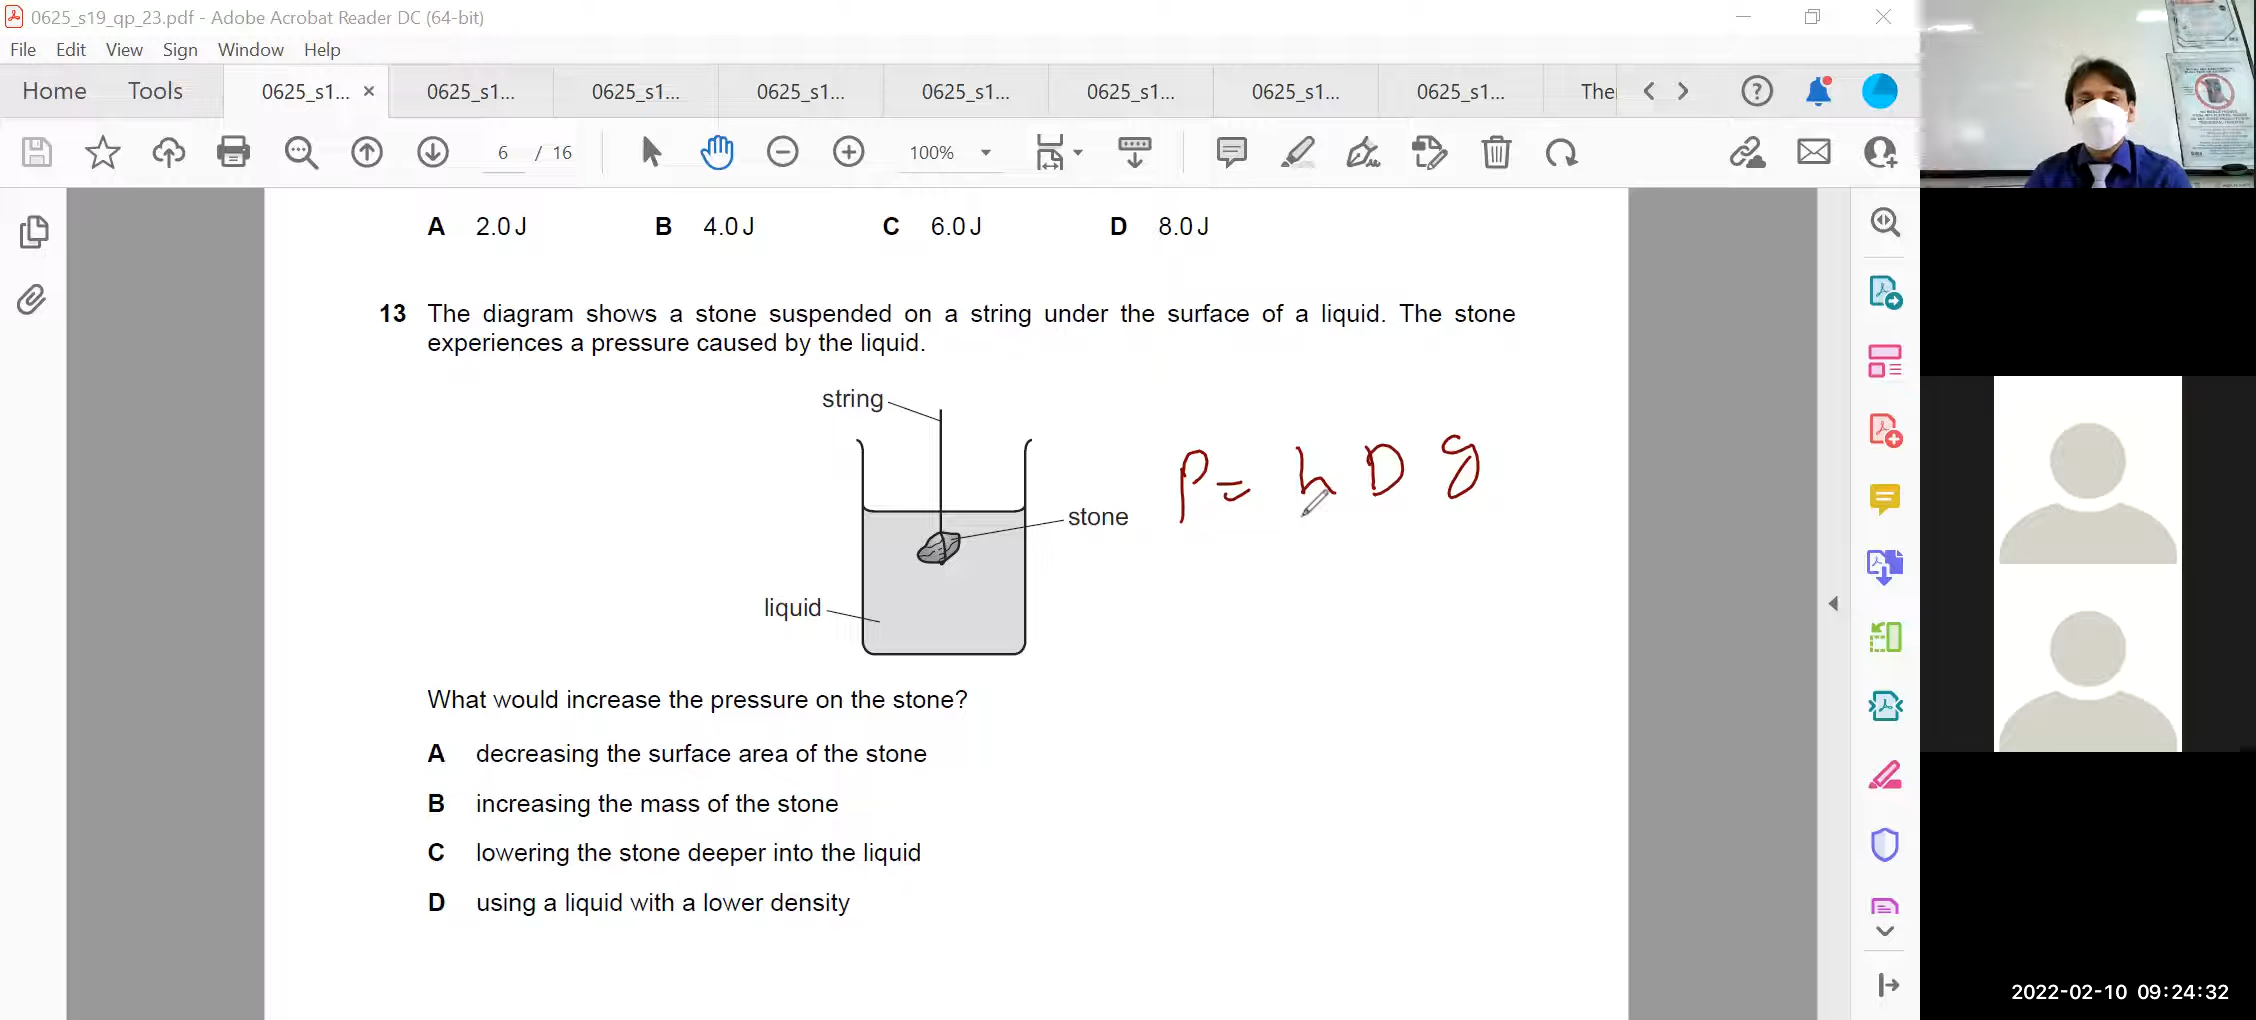 0625_s19_qp_23.pdf - Adobe Acrobat Reader DC (64-bit)
File Edit View Sign Window Help
Home Tools 0625_s1... × 0625_s1... 0625_s1... 0625_s1... 0625_s1... 0625_s1... 0625_s1... 0625_s1... The
6 / 16 100%
A 2.0 J B 4.0 J C 6.0 J D 8.0 J
13 The diagram shows a stone suspended on a string under the surface of a liquid. The stone
experiences a pressure caused by the liquid.
string
P = h D g
stone
liquid
What would increase the pressure on the stone?
A decreasing the surface area of the stone
B increasing the mass of the stone
C lowering the stone deeper into the liquid
D using a liquid with a lower density
2022-02-10 09:24:32